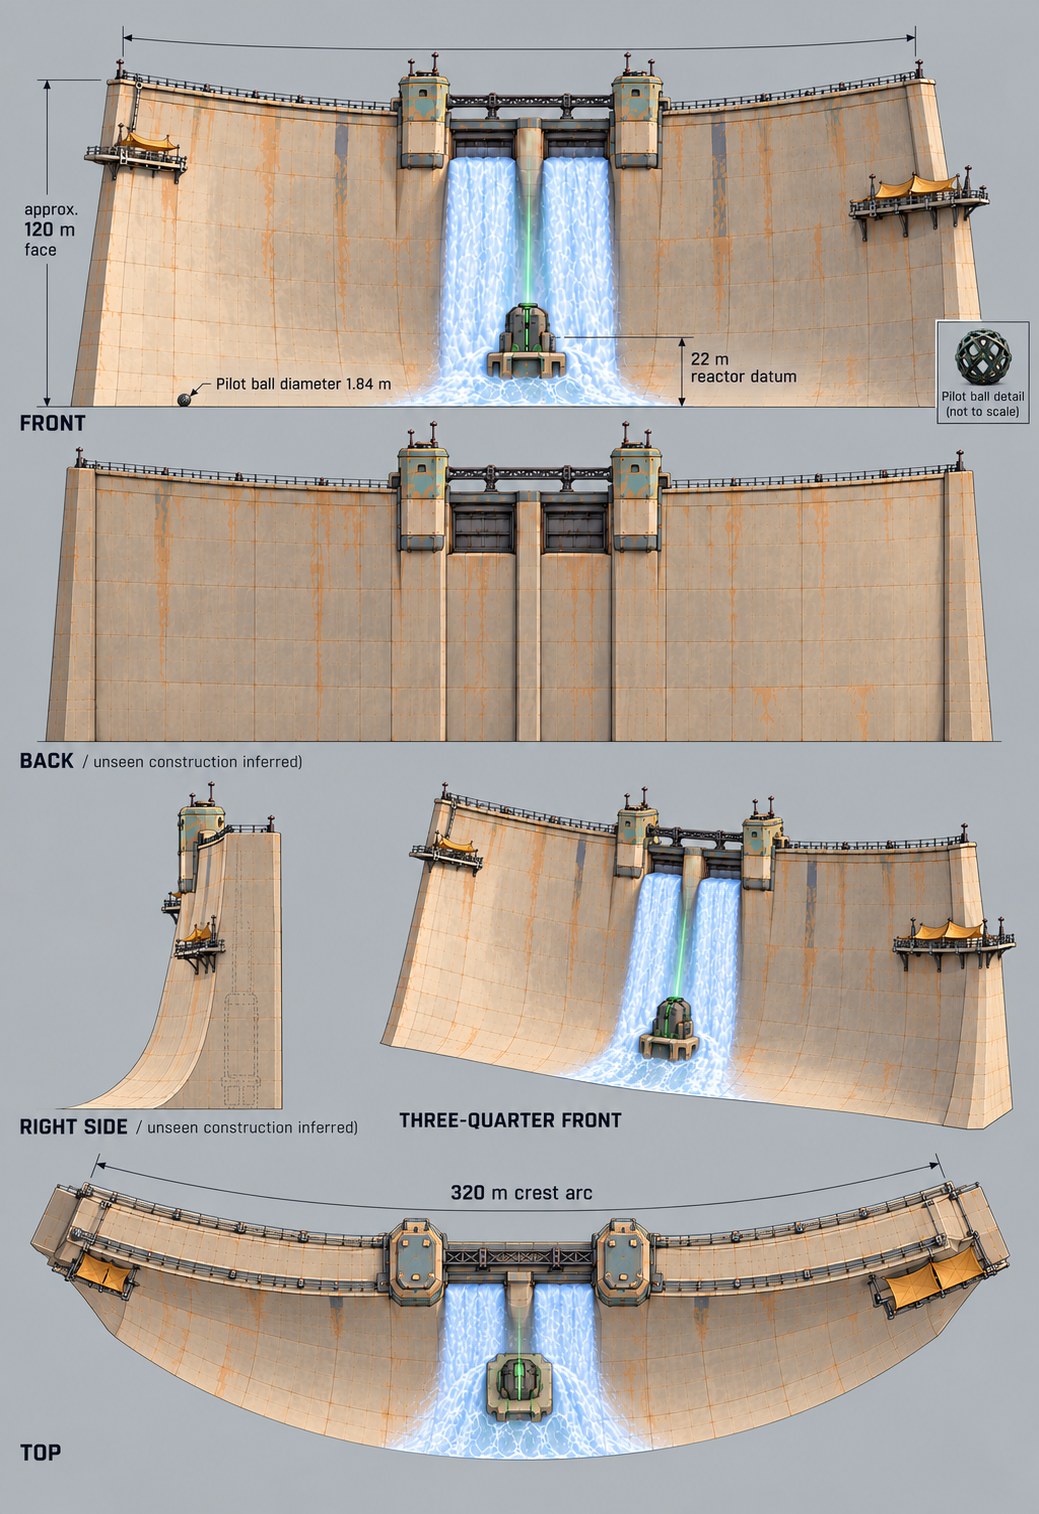 approx.
120 m
face
Pilot ball diameter 1.84 m
22 m
reactor datum
Pilot ball detail
(not to scale)
FRONT
BACK / unseen construction inferred)
RIGHT SIDE / unseen construction inferred)
THREE-QUARTER FRONT
320 m crest arc
TOP